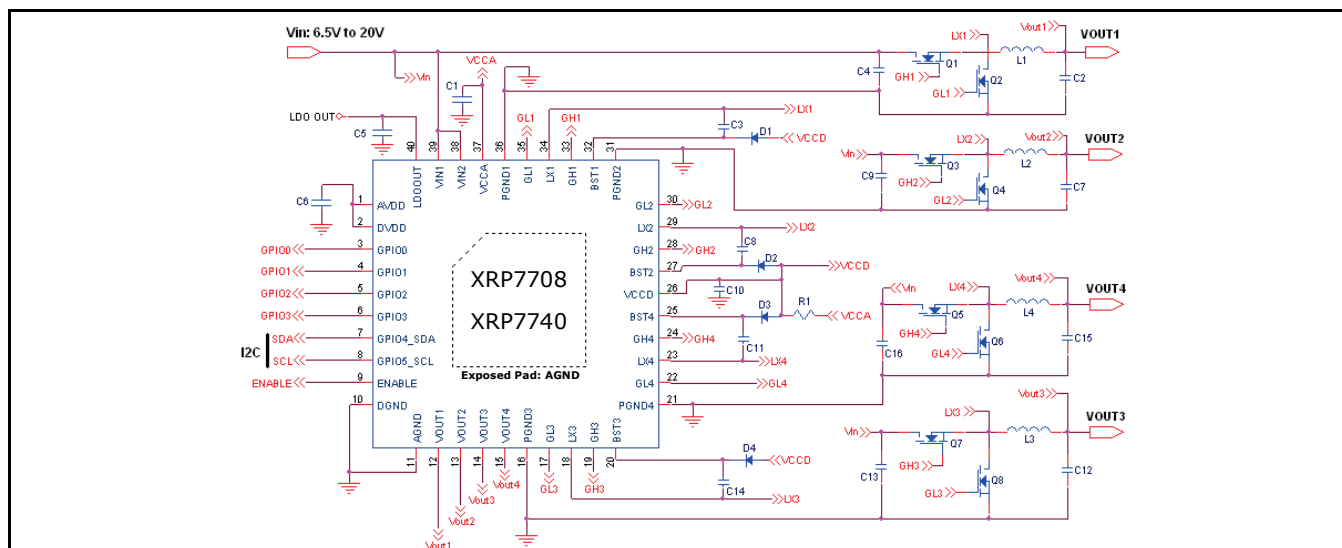 Vin: 6.5V to 20V
Vin
VCCA
C1
LDO OUT
C5
GL1
GH1
LX1
C3
D1
VCCD
C4
Q1
GH1
LX1
Q2
GL1
L1
Vout1
VOUT1
C2
40 39 38 37 36 35 34 33 32 31
LDOOUT
VIN1
VIN2
VCCA
PGND1
GL1
LX1
GH1
BST1
PGND2
Vin
C9
Q3
GH2
LX2
Q4
GL2
L2
Vout2
VOUT2
C7
C6
1 AVDD
2 DVDD
GPIO0 3 GPIO0
GPIO1 4 GPIO1
GPIO2 5 GPIO2
GPIO3 6 GPIO3
I2C
SDA 7 GPIO4_SDA
SCL 8 GPIO5_SCL
ENABLE 9 ENABLE
10 DGND
XRP7708
XRP7740
Exposed Pad: AGND
GL2 30 GL2
LX2 29 LX2
C8
GH2 28 GH2
BST2 27 D2
VCCD 26 VCCD
C10
BST4 25 D3 R1 VCCA
GH4 24 GH4
C11
LX4 23 LX4
GL4 22 GL4
PGND4 21
Vin
C16
Q5
GH4
LX4
Q6
GL4
L4
Vout4
VOUT4
C15
AGND
VOUT1
VOUT2
VOUT3
VOUT4
PGND3
GL3
LX3
GH3
BST3
11 12 13 14 15 16 17 18 19 20
Vout1
Vout2
Vout3
Vout4
GL3
GH3
D4
VCCD
C14
LX3
Vin
C13
Q7
GH3
LX3
Q8
GL3
L3
Vout3
VOUT3
C12